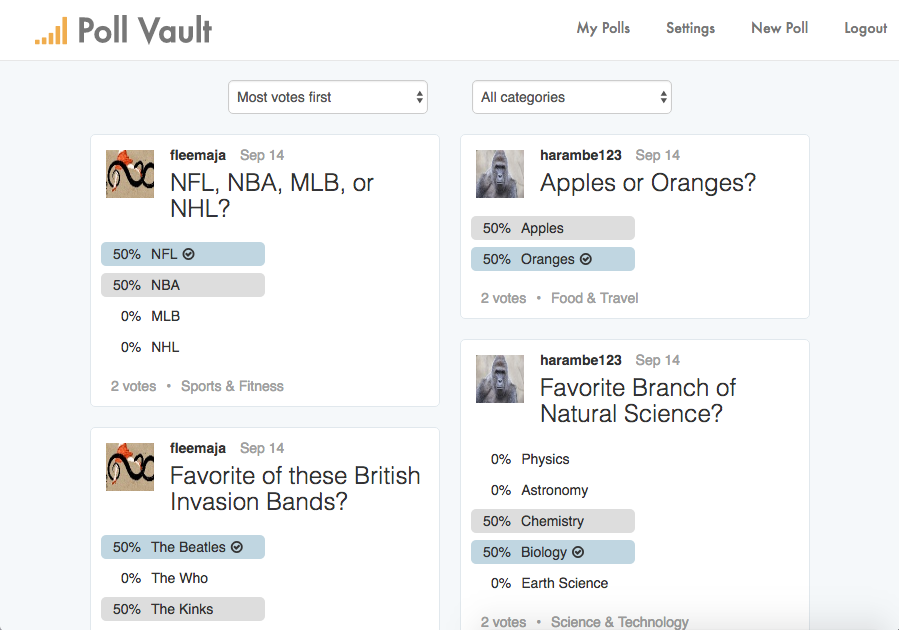 Poll Vault
My Polls Settings New Poll Logout
Most votes first
All categories
fleemaja Sep 14
NFL, NBA, MLB, or
NHL?
50% NFL
50% NBA
0% MLB
0% NHL
2 votes • Sports & Fitness
fleemaja Sep 14
Favorite of these British
Invasion Bands?
50% The Beatles
0% The Who
50% The Kinks
harambe123 Sep 14
Apples or Oranges?
50% Apples
50% Oranges
2 votes • Food & Travel
harambe123 Sep 14
Favorite Branch of
Natural Science?
0% Physics
0% Astronomy
50% Chemistry
50% Biology
0% Earth Science
2 votes • Science & Technology